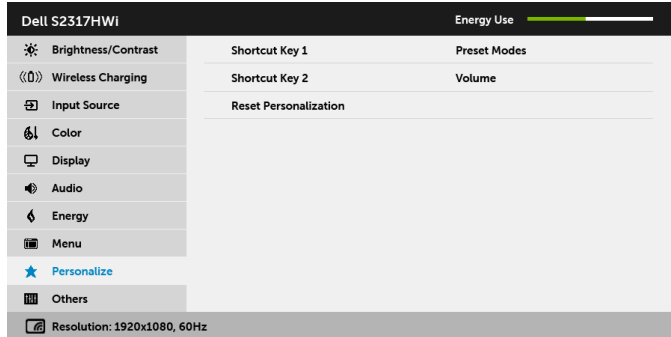 Dell S2317HWi
Energy Use
Brightness/Contrast
Shortcut Key 1
Preset Modes
Wireless Charging
Shortcut Key 2
Volume
Input Source
Reset Personalization
Color
Display
Audio
Energy
Menu
Personalize
Others
Resolution: 1920x1080, 60Hz